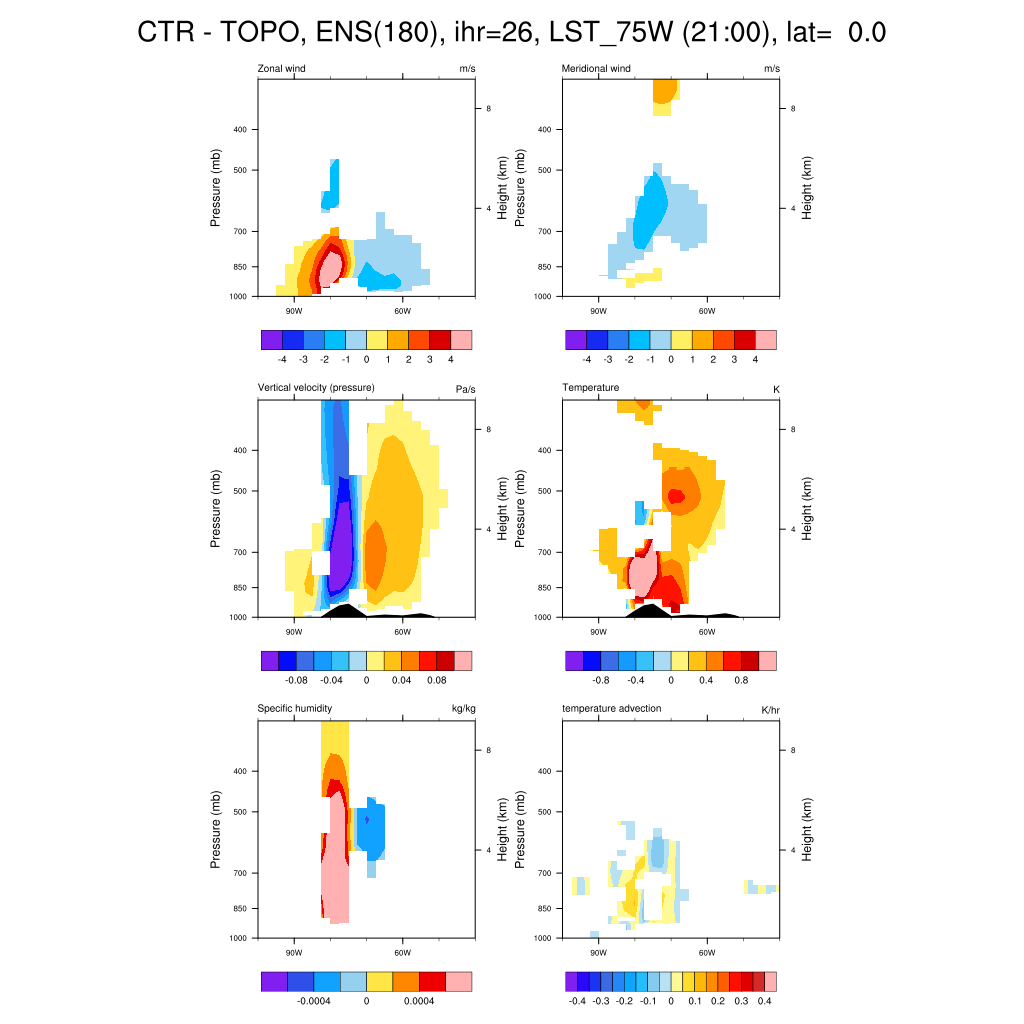 CTR - TOPO, ENS(180), ihr=26, LST_75W (21:00), lat= 0.0
Zonal wind m/s
Pressure (mb)
400
500
700
850
1000
8
4
Height (km)
90W 60W
-4 -3 -2 -1 0 1 2 3 4
Meridional wind m/s
Pressure (mb)
400
500
700
850
1000
8
4
Height (km)
90W 60W
-4 -3 -2 -1 0 1 2 3 4
Vertical velocity (pressure) Pa/s
Pressure (mb)
400
500
700
850
1000
8
4
Height (km)
90W 60W
-0.08 -0.04 0 0.04 0.08
Temperature K
Pressure (mb)
400
500
700
850
1000
8
4
Height (km)
90W 60W
-0.8 -0.4 0 0.4 0.8
Specific humidity kg/kg
Pressure (mb)
400
500
700
850
1000
8
4
Height (km)
90W 60W
-0.0004 0 0.0004
temperature advection K/hr
Pressure (mb)
400
500
700
850
1000
8
4
Height (km)
90W 60W
-0.4 -0.3 -0.2 -0.1 0 0.1 0.2 0.3 0.4